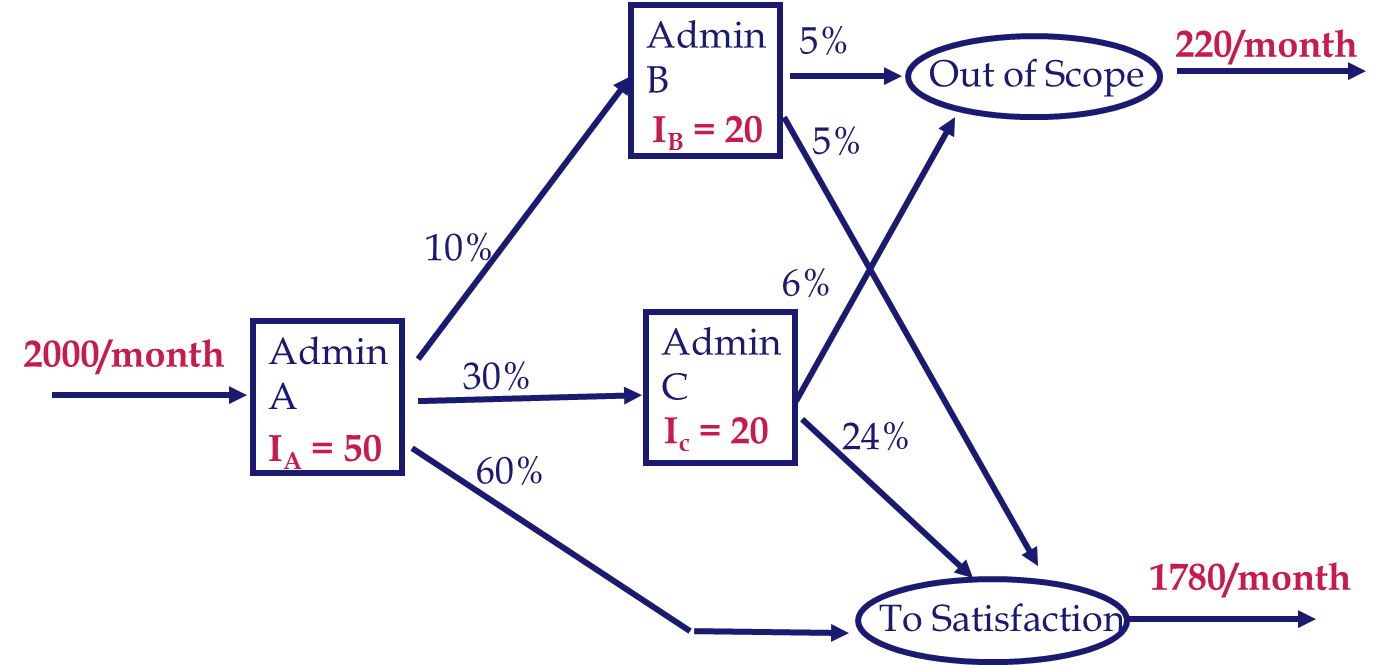 Admin
B
I_B = 20
5%
Out of Scope
220/month
5%
10%
6%
2000/month
Admin
A
I_A = 50
30%
Admin
C
I_c = 20
24%
60%
To Satisfaction
1780/month